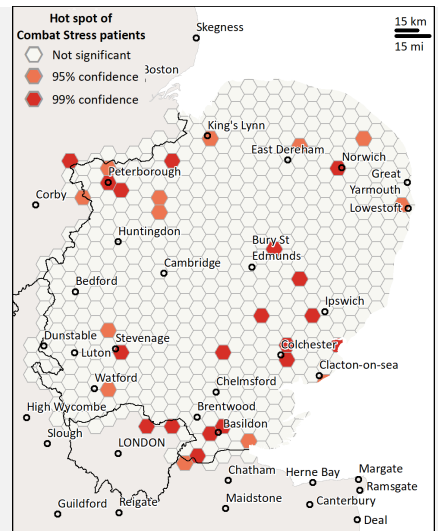 Hot spot of
Combat Stress patients
Not significant
95% confidence
99% confidence
15 km
15 mi
Skegness
Boston
King's Lynn
East Dereham
Norwich
Peterborough
Great
Yarmouth
Corby
Lowestoft
Huntingdon
Bury St
Edmunds
Cambridge
Bedford
Ipswich
Dunstable
Stevenage
Colchester
Luton
Clacton-on-sea
Watford
Chelmsford
High Wycombe
Brentwood
Basildon
Slough
LONDON
Chatham
Herne Bay
Margate
Ramsgate
Guildford
Reigate
Maidstone
Canterbury
Deal